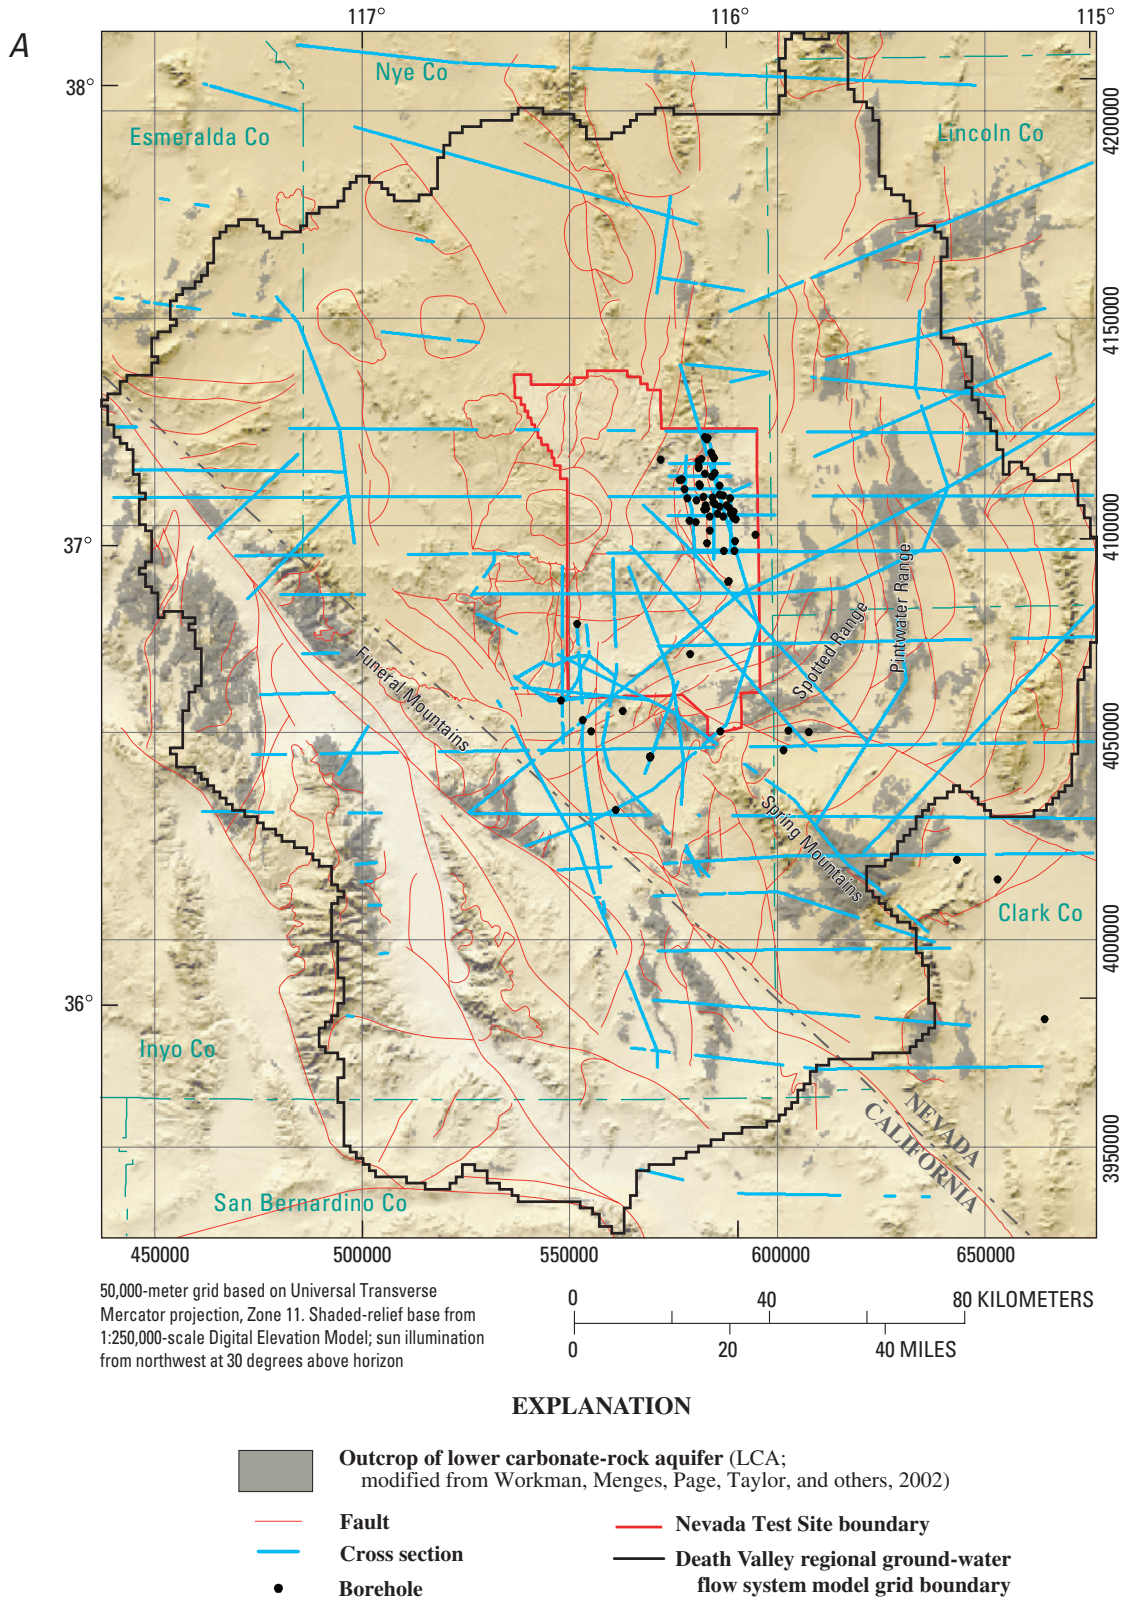 A
117°
116°
115°
38°
Nye Co
Esmeralda Co
Lincoln Co
4200000
4150000
37°
4100000
Pintwater Range
Spotted Range
Funeral Mountains
4050000
Spring Mountains
Clark Co
4000000
36°
Inyo Co
NEVADA
CALIFORNIA
3950000
San Bernardino Co
450000
500000
550000
600000
650000
50,000-meter grid based on Universal Transverse
Mercator projection, Zone 11. Shaded-relief base from
1:250,000-scale Digital Elevation Model; sun illumination
from northwest at 30 degrees above horizon
0 40 80 KILOMETERS
0 20 40 MILES
EXPLANATION
Outcrop of lower carbonate-rock aquifer (LCA;
modified from Workman, Menges, Page, Taylor, and others, 2002)
Fault
Cross section
Borehole
Nevada Test Site boundary
Death Valley regional ground-water
flow system model grid boundary